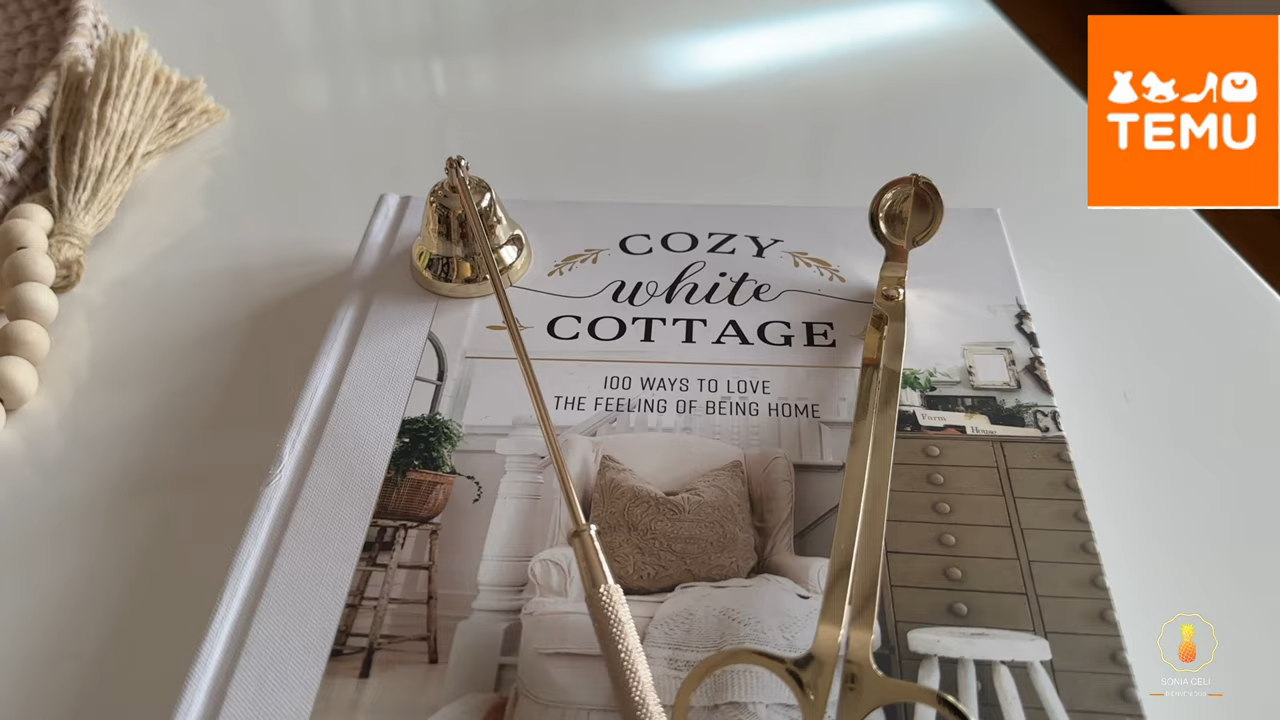 TEMU
COZY
white
COTTAGE
100 WAYS TO LOVE
THE FEELING OF BEING HOME
Farm
House
SONIA CELI